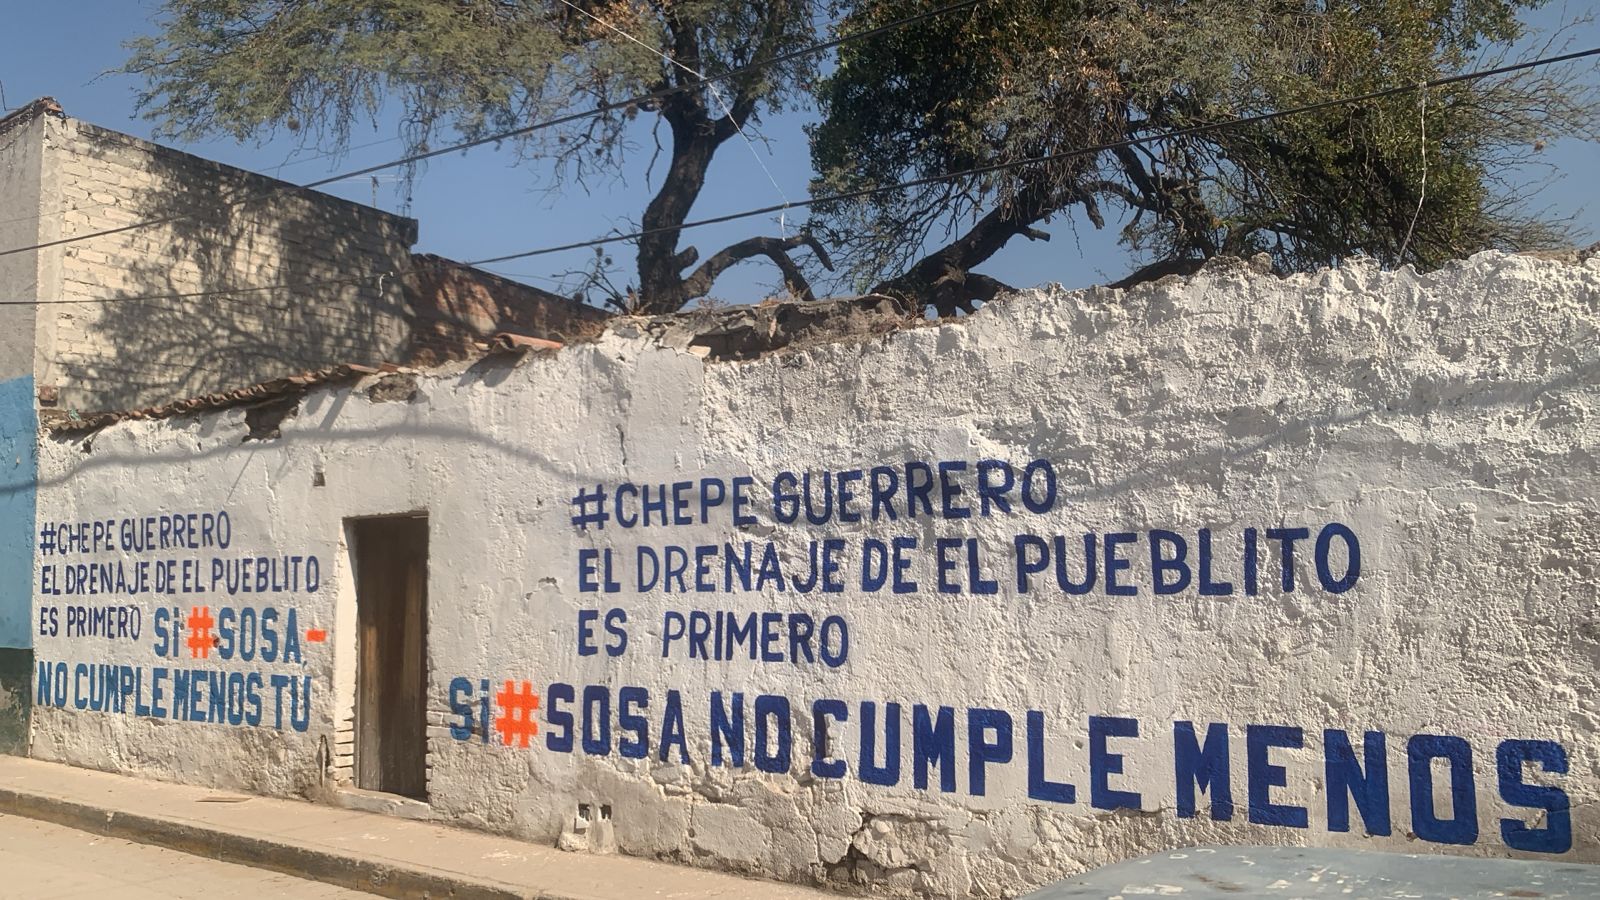 #CHEPE GUERRERO
EL DRENAJE DE EL PUEBLITO
ES PRIMERO Si #SOSA,-
NO CUMPLE MENOS TÚ
#CHEPE GUERRERO
EL DRENAJE DE EL PUEBLITO
ES PRIMERO
Si #SOSA NO CUMPLE MENOS